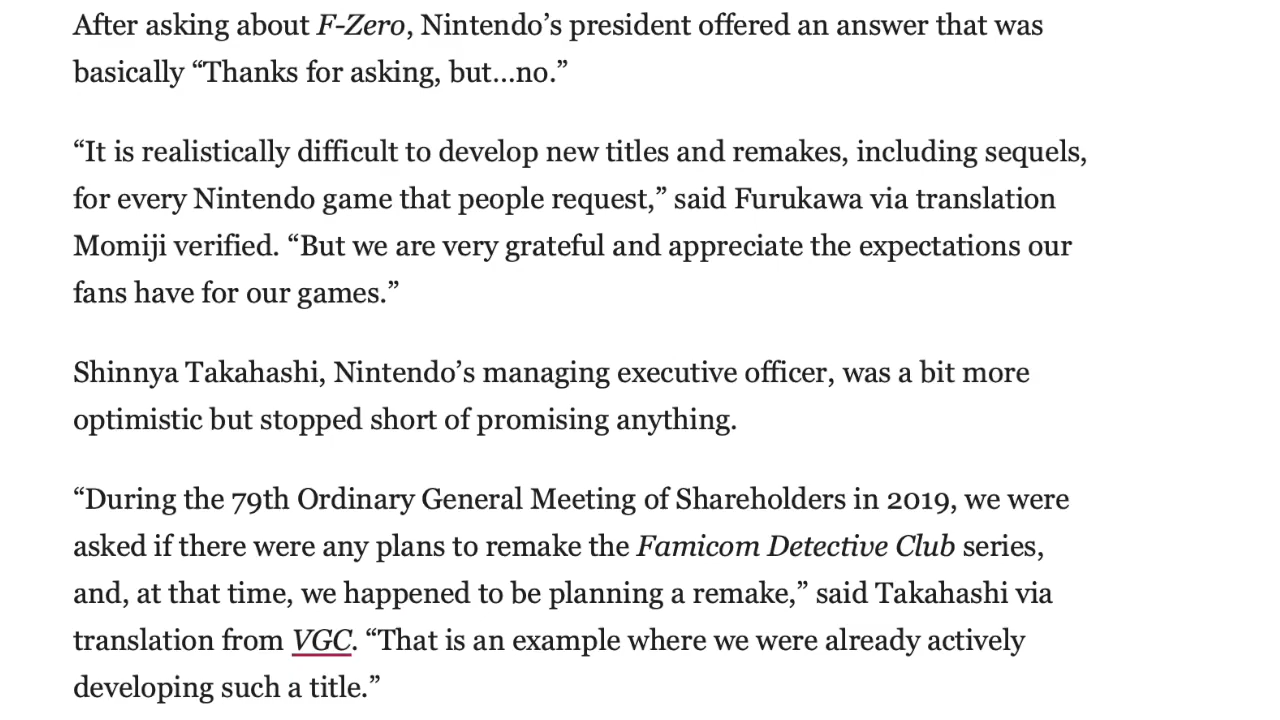 After asking about F-Zero, Nintendo’s president offered an answer that was
basically “Thanks for asking, but...no.”
“It is realistically difficult to develop new titles and remakes, including sequels,
for every Nintendo game that people request,” said Furukawa via translation
Momiji verified. “But we are very grateful and appreciate the expectations our
fans have for our games.”
Shinnya Takahashi, Nintendo’s managing executive officer, was a bit more
optimistic but stopped short of promising anything.
“During the 79th Ordinary General Meeting of Shareholders in 2019, we were
asked if there were any plans to remake the Famicom Detective Club series,
and, at that time, we happened to be planning a remake,” said Takahashi via
translation from VGC. “That is an example where we were already actively
developing such a title.”